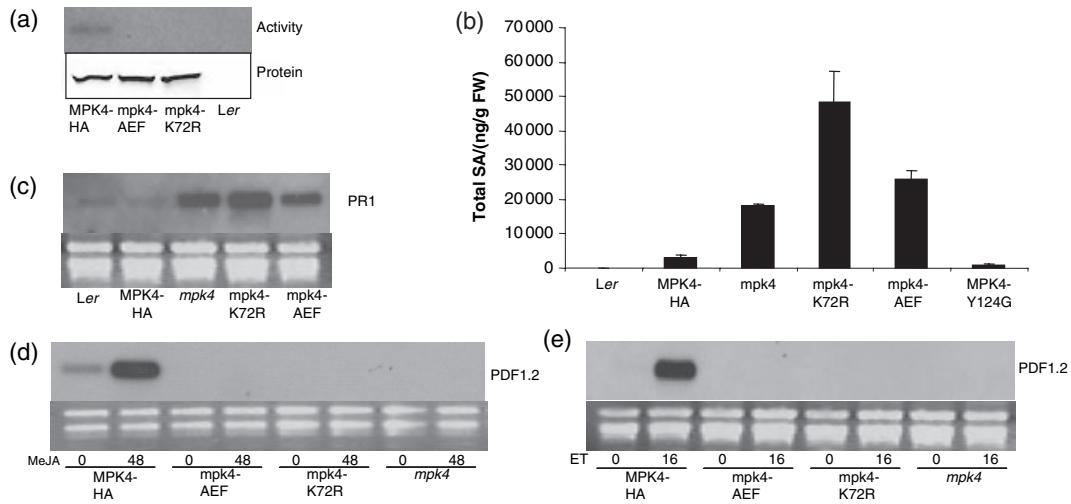 (a)
Activity
Protein
MPK4-HA mpk4-AEF mpk4-K72R Ler
(b)
Total SA/(ng/g FW)
70 000
60 000
50 000
40 000
30 000
20 000
10 000
0
Ler MPK4-HA mpk4 mpk4-K72R mpk4-AEF MPK4-Y124G
(c)
PR1
Ler MPK4-HA mpk4 mpk4-K72R mpk4-AEF
(d)
PDF1.2
MeJA 0 48 0 48 0 48 0 48
MPK4-HA mpk4-AEF mpk4-K72R mpk4
(e)
PDF1.2
ET 0 16 0 16 0 16 0 16
MPK4-HA mpk4-AEF mpk4-K72R mpk4